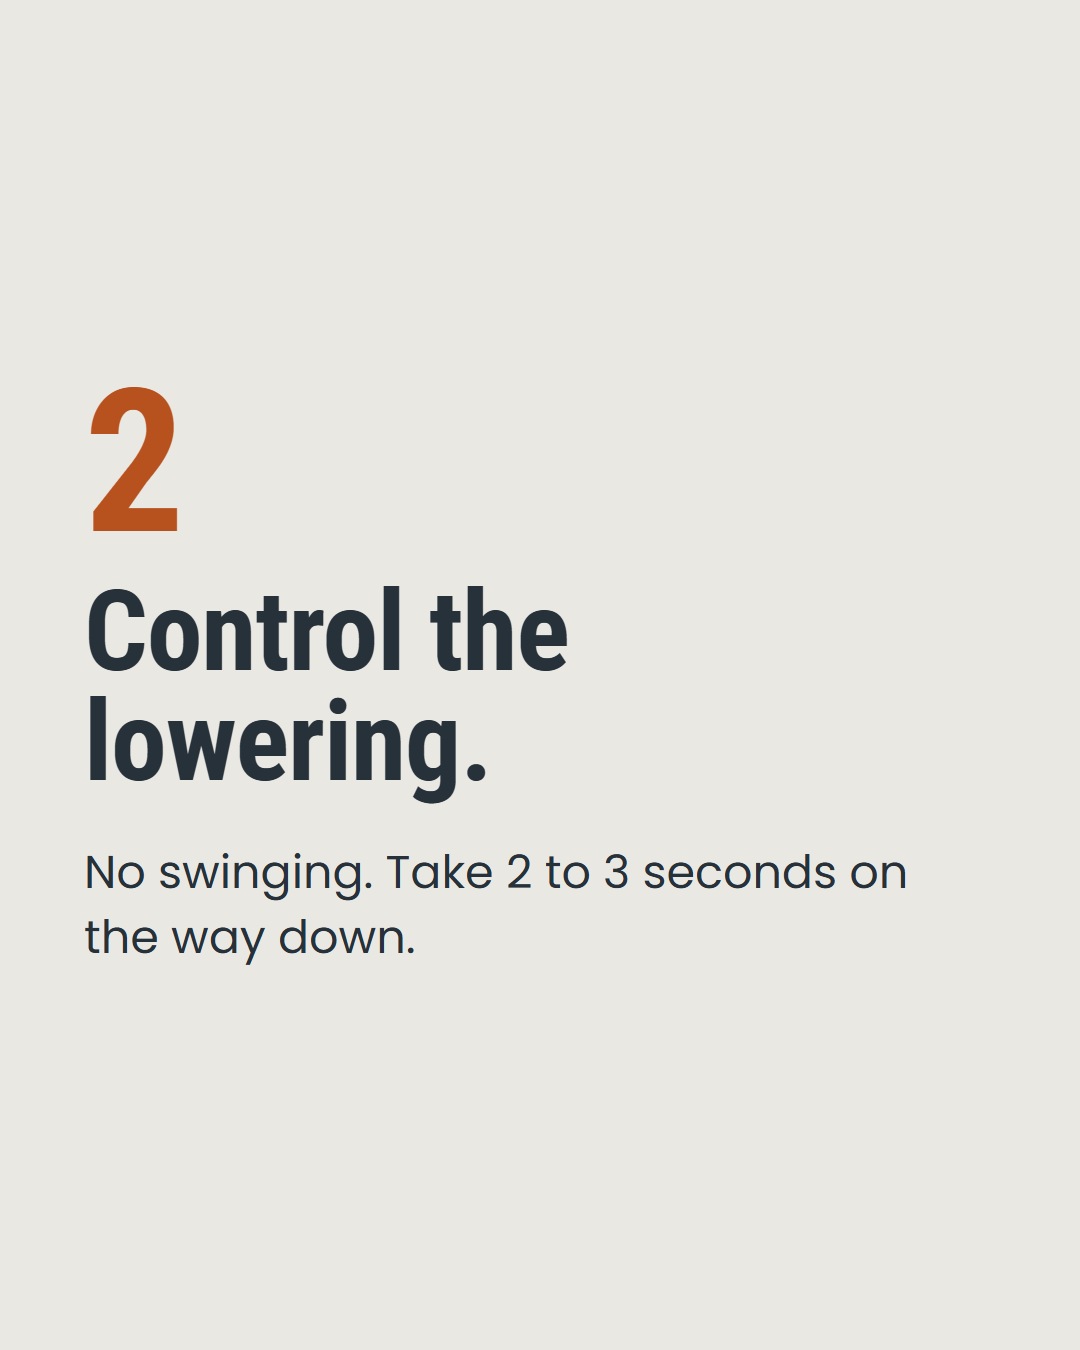 2
Control the
lowering.
No swinging. Take 2 to 3 seconds on
the way down.